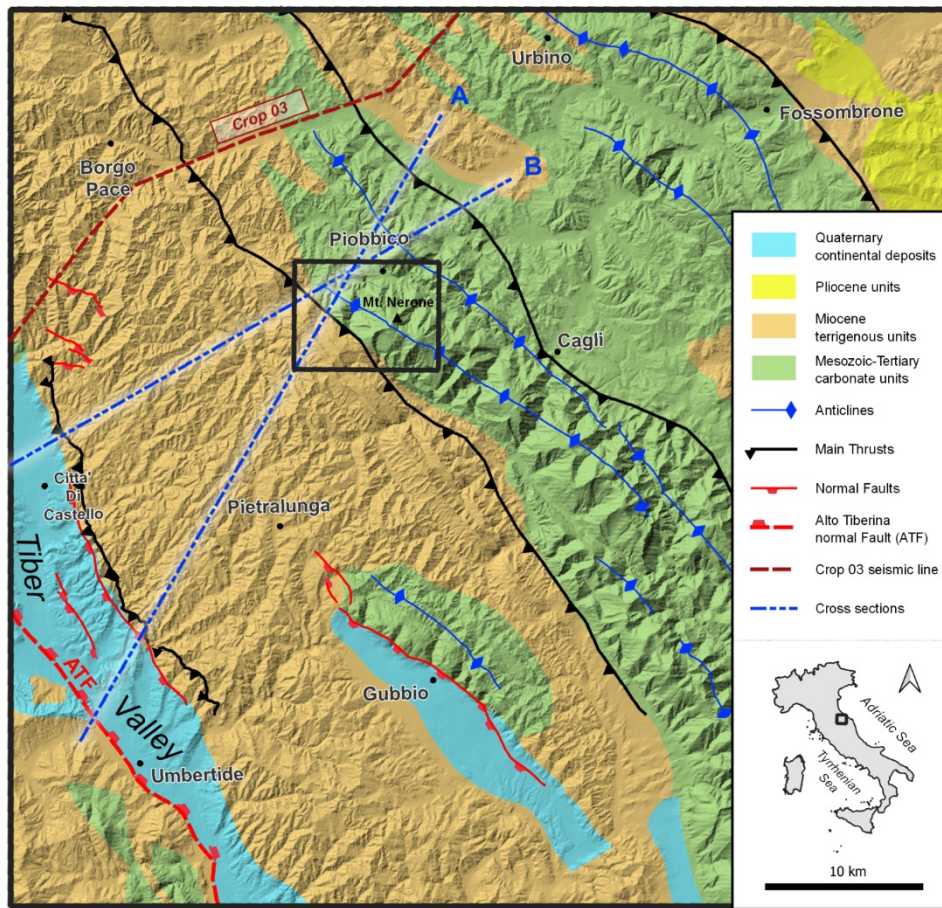 Urbino
A
Fossombrone
Crop 03
Borgo
Pace
B
Piobbico
Mt. Nerone
Cagli
Citta'
Di
Castello
Pietralunga
Tiber
Valley
ATF
Gubbio
Umbertide
Quaternary
continental deposits
Pliocene units
Miocene
terrigenous units
Mesozoic-Tertiary
carbonate units
Anticlines
Main Thrusts
Normal Faults
Alto Tiberina
normal Fault (ATF)
Crop 03 seismic line
Cross sections
Adriatic Sea
Tyrrhenian
Sea
10 km